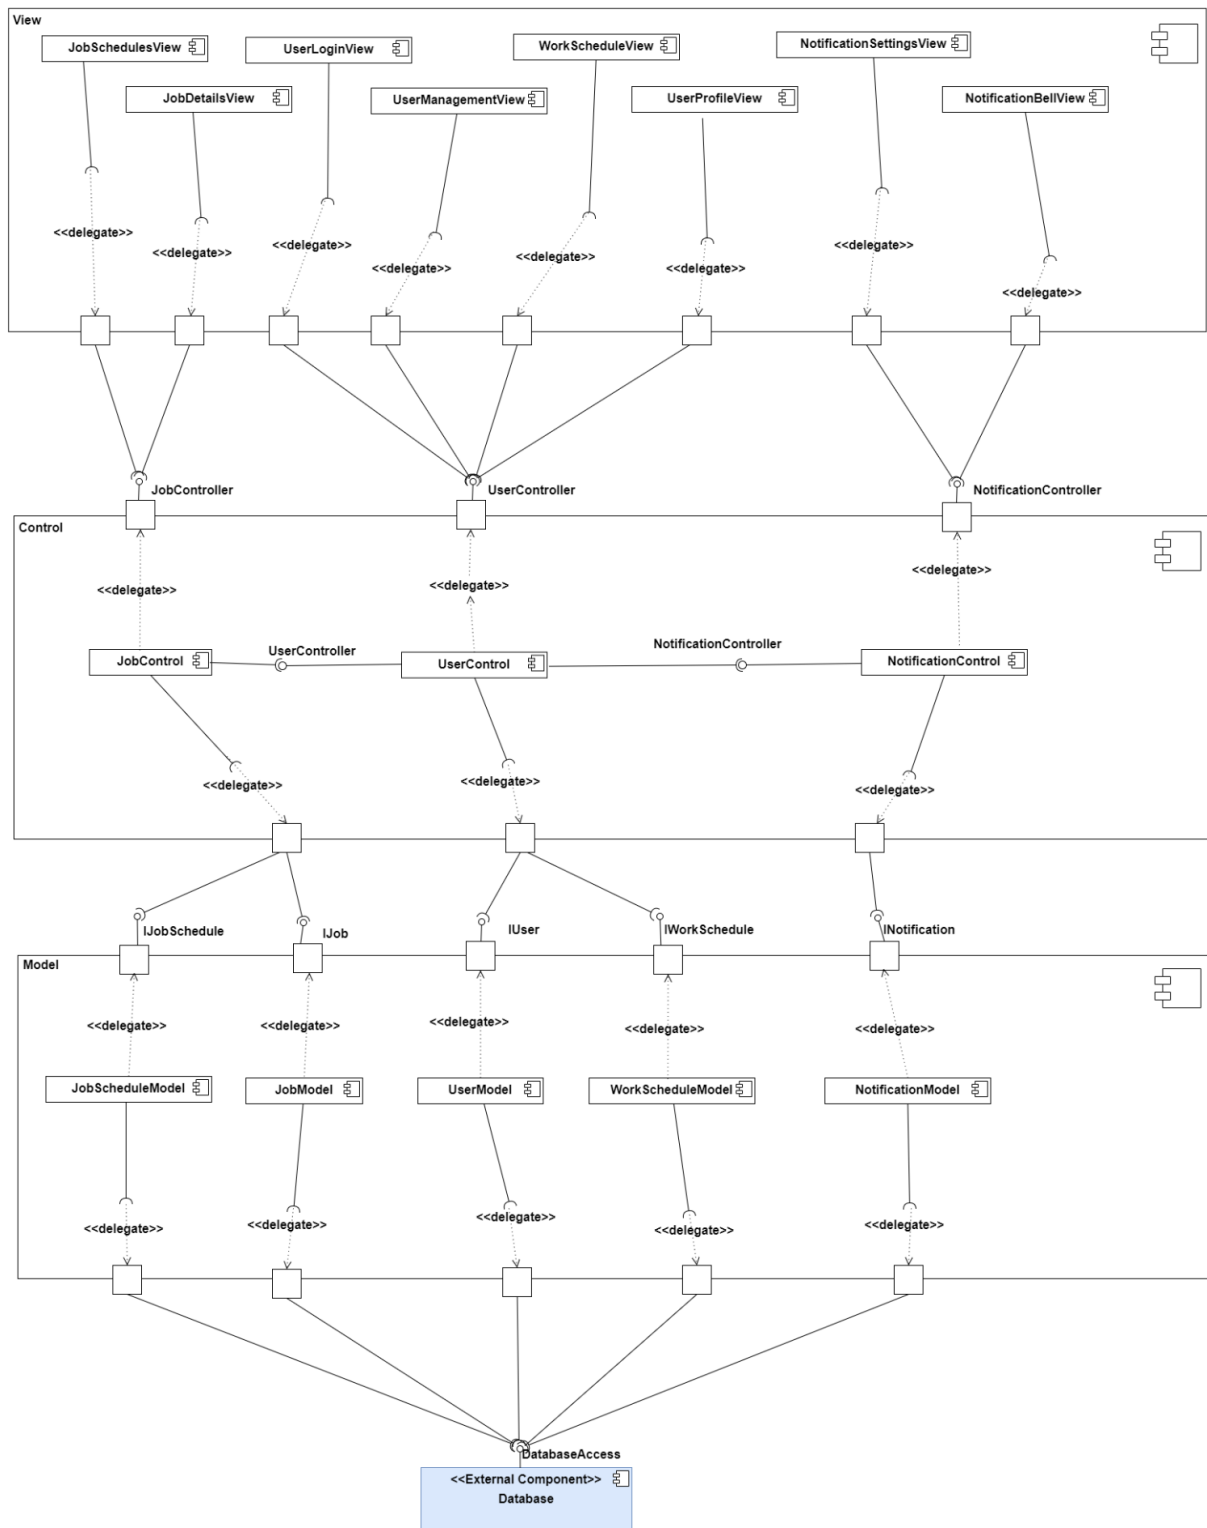 View
JobSchedulesView
UserLoginView
WorkScheduleView
NotificationSettingsView
JobDetailsView
UserManagementView
UserProfileView
NotificationBellView
<<delegate>>
<<delegate>>
<<delegate>>
<<delegate>>
<<delegate>>
<<delegate>>
<<delegate>>
<<delegate>>
JobController
UserController
NotificationController
Control
<<delegate>>
<<delegate>>
<<delegate>>
JobControl
UserController
UserControl
NotificationController
NotificationControl
<<delegate>>
<<delegate>>
<<delegate>>
IJobSchedule
IJob
IUser
IWorkSchedule
INotification
Model
<<delegate>>
<<delegate>>
<<delegate>>
<<delegate>>
<<delegate>>
JobScheduleModel
JobModel
UserModel
WorkScheduleModel
NotificationModel
<<delegate>>
<<delegate>>
<<delegate>>
<<delegate>>
<<delegate>>
DatabaseAccess
<<External Component>>
Database